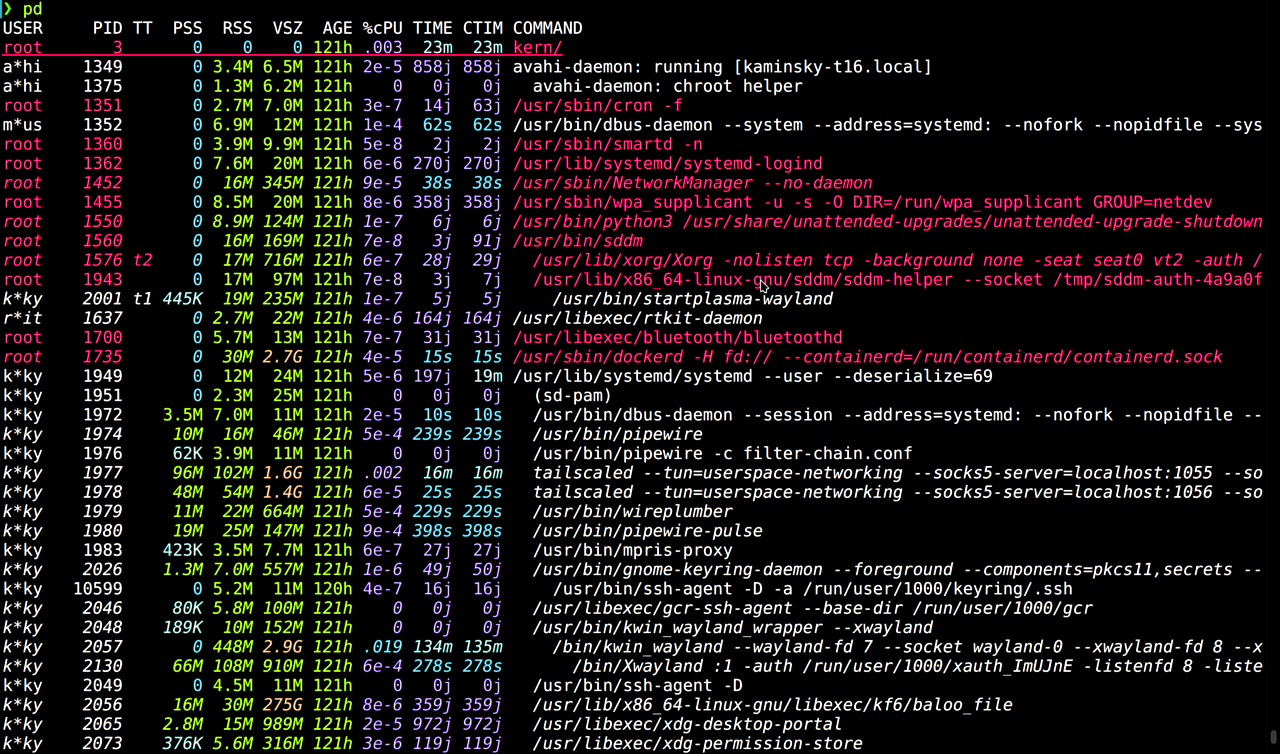 ❯ pd
USER PID TT PSS RSS VSZ AGE %cPU TIME CTIM COMMAND
root 3 0 0 0 121h .003 23m 23m kern/
a*hi 1349 0 3.4M 6.5M 121h 2e-5 858j 858j avahi-daemon: running [kaminsky-t16.local]
a*hi 1375 0 1.3M 6.2M 121h 0 0j 0j avahi-daemon: chroot helper
root 1351 0 2.7M 7.0M 121h 3e-7 14j 63j /usr/sbin/cron -f
m*us 1352 0 6.9M 12M 121h 1e-4 62s 62s /usr/bin/dbus-daemon --system --address=systemd: --nofork --nopidfile --sys
root 1360 0 3.9M 9.9M 121h 5e-8 2j 2j /usr/sbin/smartd -n
root 1362 0 7.6M 20M 121h 6e-6 270j 270j /usr/lib/systemd/systemd-logind
root 1452 0 16M 345M 121h 9e-5 38s 38s /usr/sbin/NetworkManager --no-daemon
root 1455 0 8.5M 20M 121h 8e-6 358j 358j /usr/sbin/wpa_supplicant -u -s -O DIR=/run/wpa_supplicant GROUP=netdev
root 1550 0 8.9M 124M 121h 1e-7 6j 6j /usr/bin/python3 /usr/share/unattended-upgrades/unattended-upgrade-shutdown
root 1560 0 16M 169M 121h 7e-8 3j 91j /usr/bin/sddm
root 1576 t2 0 17M 716M 121h 6e-7 28j 29j /usr/lib/xorg/Xorg -nolisten tcp -background none -seat seat0 vt2 -auth /
root 1943 0 17M 97M 121h 7e-8 3j 7j /usr/lib/x86_64-linux-gnu/sddm/sddm-helper --socket /tmp/sddm-auth-4a9a0f
k*ky 2001 t1 445K 19M 235M 121h 1e-7 5j 5j /usr/bin/startplasma-wayland
r*it 1637 0 2.7M 22M 121h 4e-6 164j 164j /usr/libexec/rtkit-daemon
root 1700 0 5.7M 13M 121h 7e-7 31j 31j /usr/libexec/bluetooth/bluetoothd
root 1735 0 30M 2.7G 121h 4e-5 15s 15s /usr/sbin/dockerd -H fd:// --containerd=/run/containerd/containerd.sock
k*ky 1949 0 12M 24M 121h 5e-6 197j 19m /usr/lib/systemd/systemd --user --deserialize=69
k*ky 1951 0 2.3M 25M 121h 0 0j 0j (sd-pam)
k*ky 1972 3.5M 7.0M 11M 121h 2e-5 10s 10s /usr/bin/dbus-daemon --session --address=systemd: --nofork --nopidfile --
k*ky 1974 10M 16M 46M 121h 5e-4 239s 239s /usr/bin/pipewire
k*ky 1976 62K 3.9M 11M 121h 0 0j 0j /usr/bin/pipewire -c filter-chain.conf
k*ky 1977 96M 102M 1.6G 121h .002 16m 16m tailscaled --tun=userspace-networking --socks5-server=localhost:1055 --so
k*ky 1978 48M 54M 1.4G 121h 6e-5 25s 25s tailscaled --tun=userspace-networking --socks5-server=localhost:1056 --so
k*ky 1979 11M 22M 664M 121h 5e-4 229s 229s /usr/bin/wireplumber
k*ky 1980 19M 25M 147M 121h 9e-4 398s 398s /usr/bin/pipewire-pulse
k*ky 1983 423K 3.5M 7.7M 121h 6e-7 27j 27j /usr/bin/mpris-proxy
k*ky 2026 1.3M 7.0M 557M 121h 1e-6 49j 50j /usr/bin/gnome-keyring-daemon --foreground --components=pkcs11,secrets --
k*ky 10599 0 5.2M 11M 120h 4e-7 16j 16j /usr/bin/ssh-agent -D -a /run/user/1000/keyring/.ssh
k*ky 2046 80K 5.8M 100M 121h 0 0j 0j /usr/libexec/gcr-ssh-agent --base-dir /run/user/1000/gcr
k*ky 2048 189K 10M 152M 121h 0 0j 0j /usr/bin/kwin_wayland_wrapper --xwayland
k*ky 2057 0 448M 2.9G 121h .019 134m 135m /bin/kwin_wayland --wayland-fd 7 --socket wayland-0 --xwayland-fd 8 --x
k*ky 2130 66M 108M 910M 121h 6e-4 278s 278s /bin/Xwayland :1 -auth /run/user/1000/xauth_ImUJnE -listenfd 8 -liste
k*ky 2049 0 4.5M 11M 121h 0 0j 0j /usr/bin/ssh-agent -D
k*ky 2056 16M 30M 275G 121h 8e-6 359j 359j /usr/lib/x86_64-linux-gnu/libexec/kf6/baloo_file
k*ky 2065 2.8M 15M 989M 121h 2e-5 972j 972j /usr/libexec/xdg-desktop-portal
k*ky 2073 376K 5.6M 316M 121h 3e-6 119j 119j /usr/libexec/xdg-permission-store